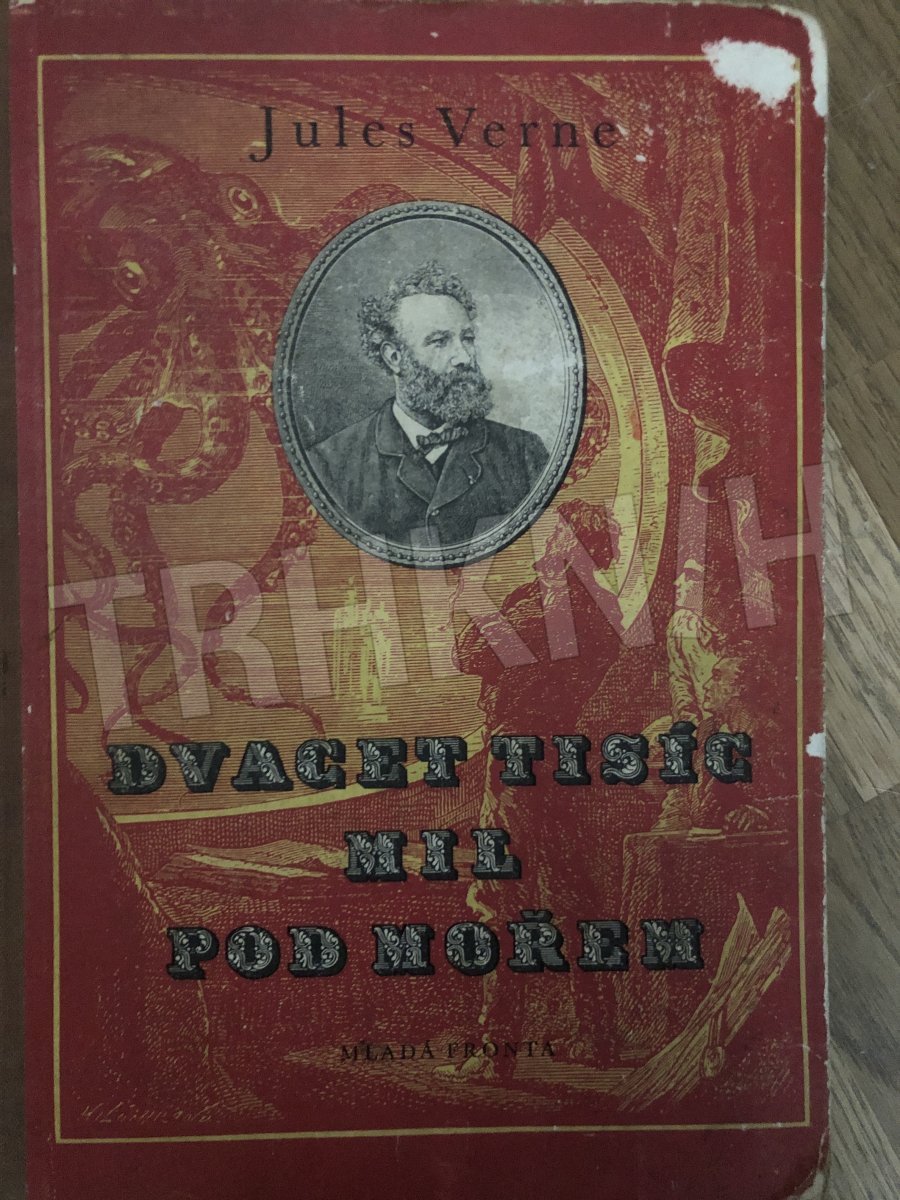 Jules Verne
TRHKNIH
DVACET TISÍC
MIL
POD MOŘEM
MLADÁ FRONTA